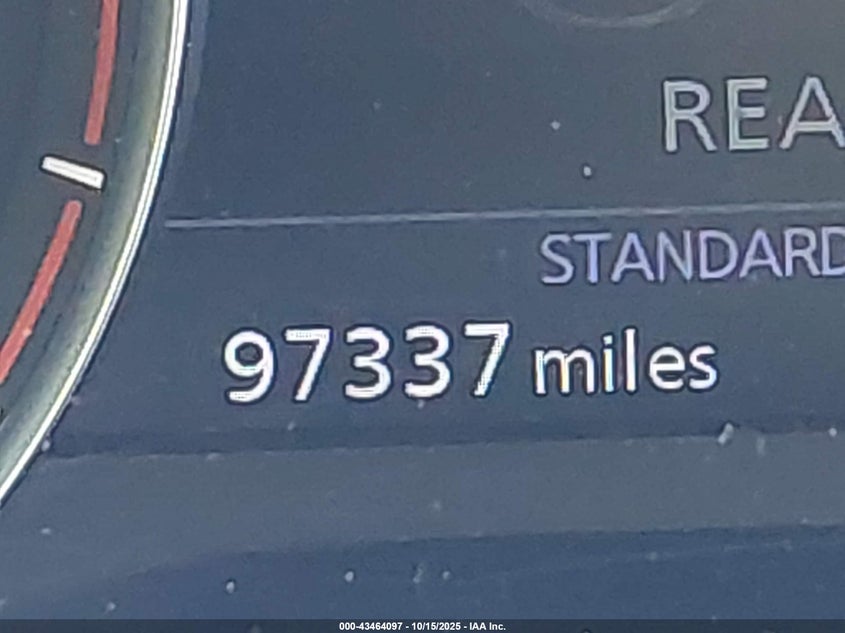 REA
STANDARD
97337 miles
000-43464097 - 10/15/2025 - IAA Inc.